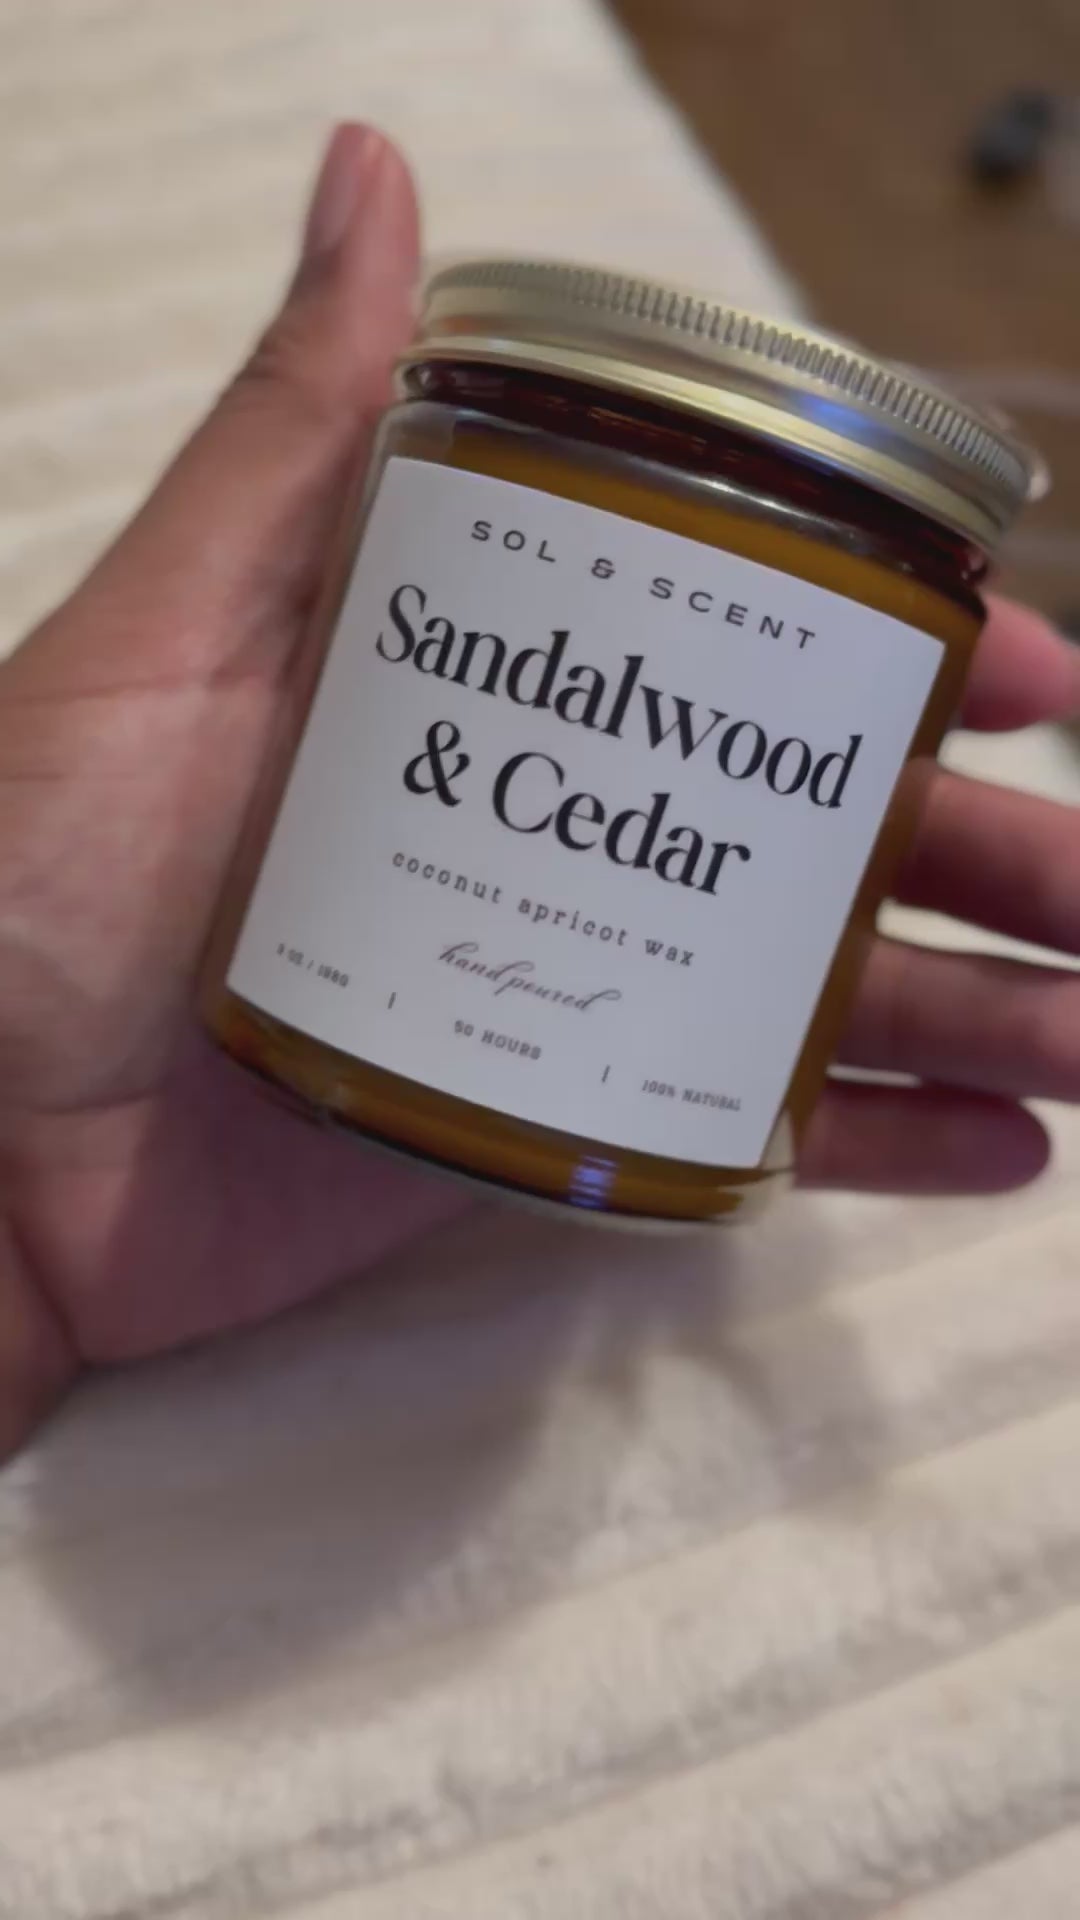 SOL & SCENT
Sandalwood
& Cedar
coconut apricot wax
hand poured
50 HOURS
100% NATURAL